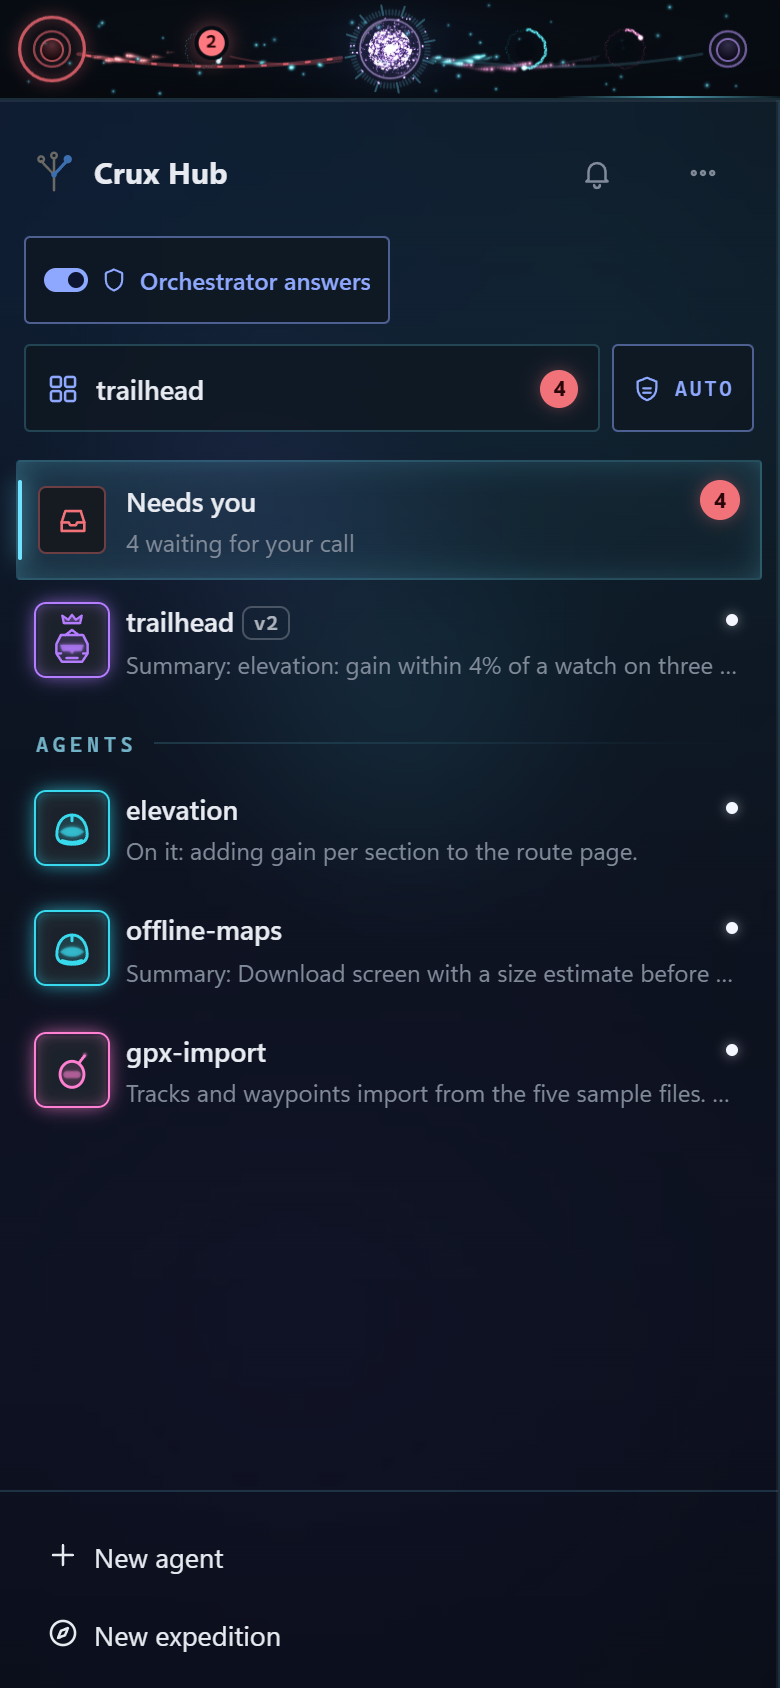 2
Crux Hub
Orchestrator answers
trailhead 4
AUTO
Needs you 4
4 waiting for your call
trailhead v2
Summary: elevation: gain within 4% of a watch on three ...
AGENTS
elevation
On it: adding gain per section to the route page.
offline-maps
Summary: Download screen with a size estimate before ...
gpx-import
Tracks and waypoints import from the five sample files. ...
New agent
New expedition